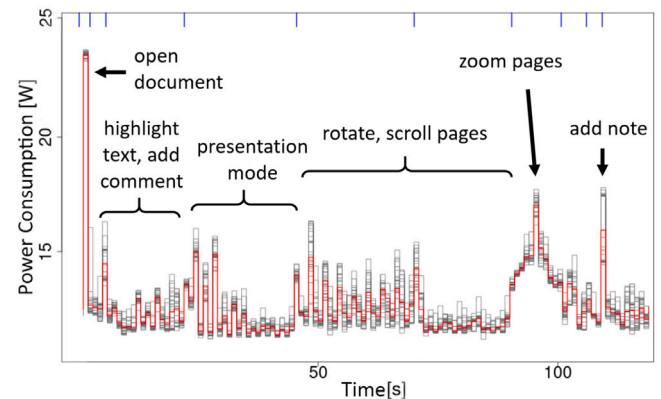 25
20
15
Power Consumption [W]
open
document
highlight
text, add
comment
presentation
mode
rotate, scroll pages
zoom pages
add note
50
100
Time[s]